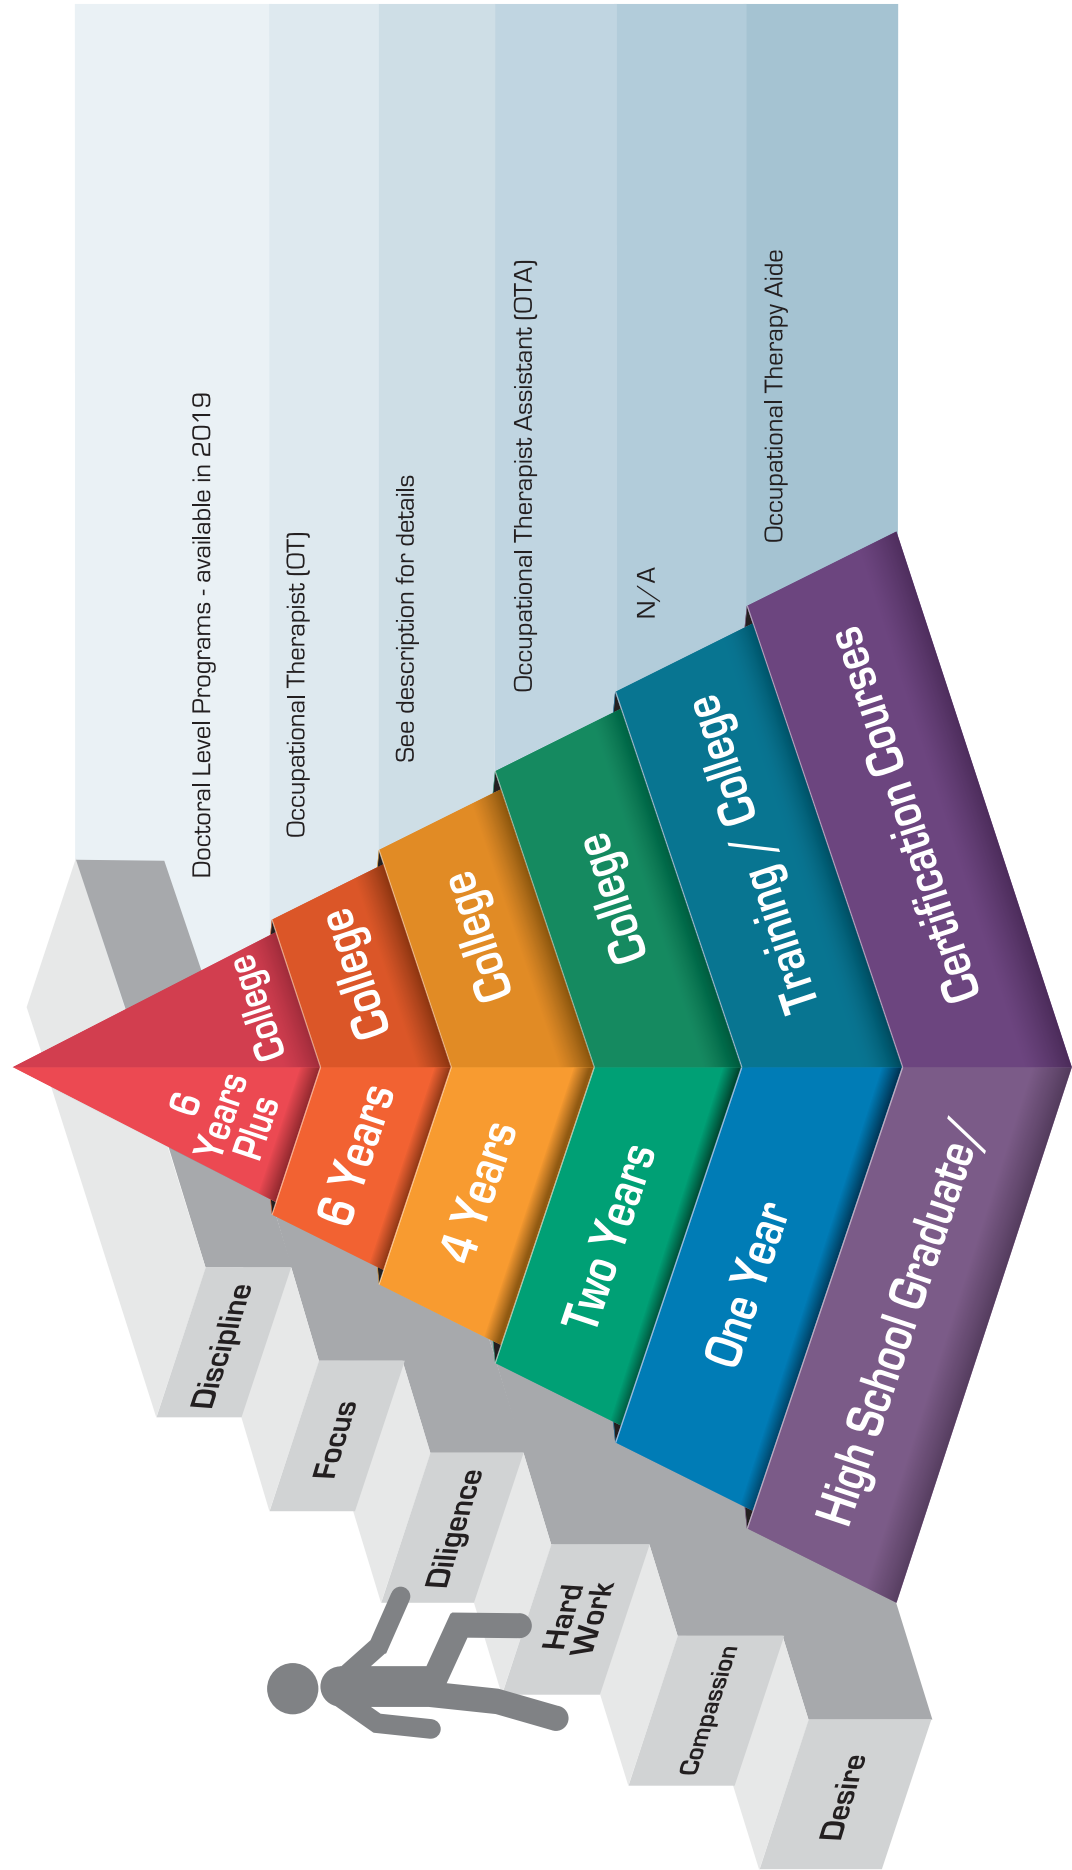 Discipline
Focus
Diligence
Hard
Work
Compassion
Desire
6
Years
Plus
College
6 Years
College
4 Years
College
Two Years
College
One Year
Training / College
High School Graduate/
Certification Courses
Doctoral Level Programs - available in 2019
Occupational Therapist (OT)
See description for details
Occupational Therapist Assistant (OTA)
N/A
Occupational Therapy Aide